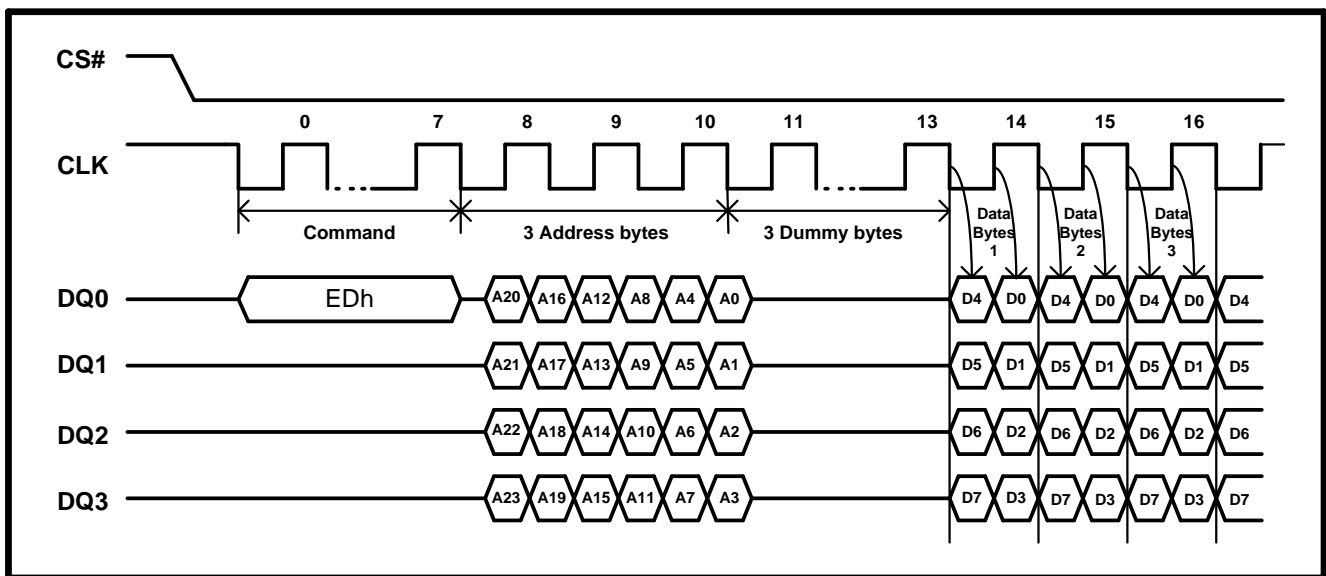 CS#
0 7 8 9 10 11 13 14 15 16
CLK
Command 3 Address bytes 3 Dummy bytes
Data Bytes 1
Data Bytes 2
Data Bytes 3
DQ0 EDh A20 A16 A12 A8 A4 A0 D4 D0 D4 D0 D4 D0 D4
DQ1 A21 A17 A13 A9 A5 A1 D5 D1 D5 D1 D5 D1 D5
DQ2 A22 A18 A14 A10 A6 A2 D6 D2 D6 D2 D6 D2 D6
DQ3 A23 A19 A15 A11 A7 A3 D7 D3 D7 D3 D7 D3 D7